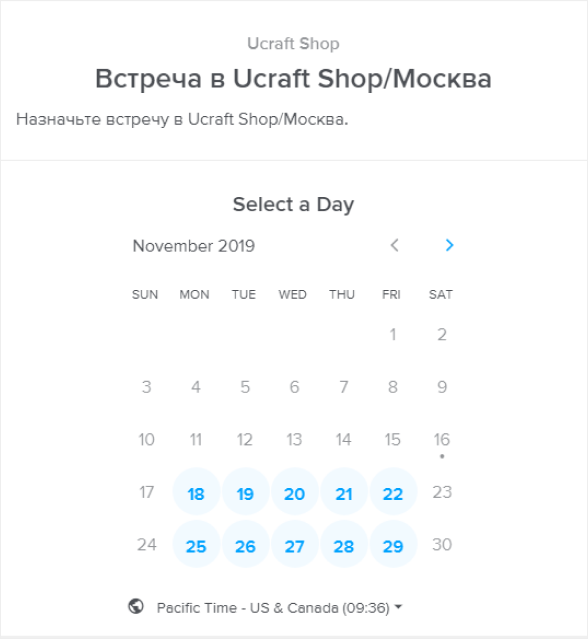 Ucraft Shop
Встреча в Ucraft Shop/Москва
Назначьте встречу в Ucraft Shop/Москва.
Select a Day
November 2019
SUN MON TUE WED THU FRI SAT
1 2
3 4 5 6 7 8 9
10 11 12 13 14 15 16
17 18 19 20 21 22 23
24 25 26 27 28 29 30
Pacific Time - US & Canada (09:36)